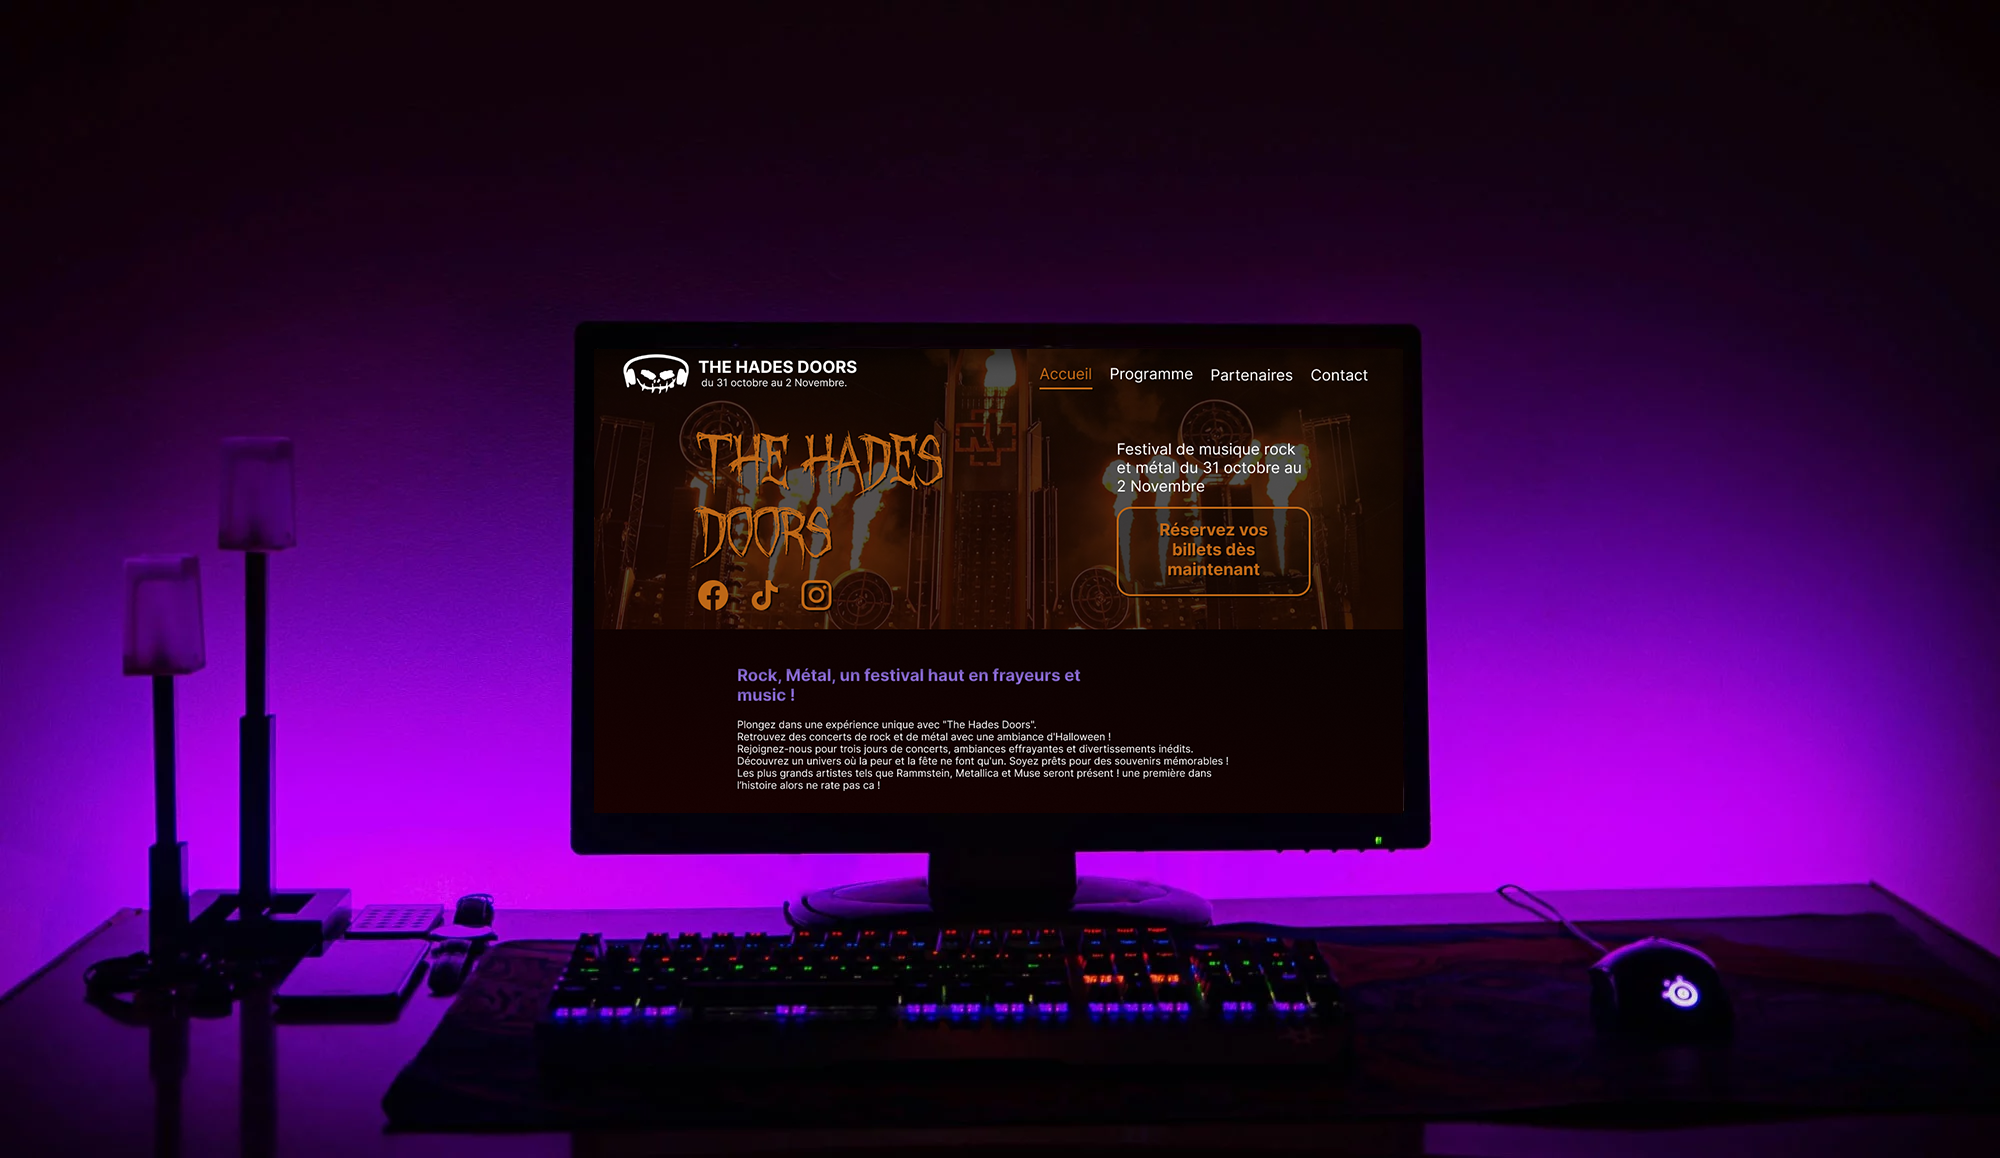 THE HADES DOORS
du 31 octobre au 2 Novembre.
Accueil Programme Partenaires Contact
THE HADES
DOORS
Festival de musique rock
et métal du 31 octobre au
2 Novembre
Réservez vos
billets dès
maintenant
Rock, Métal, un festival haut en frayeurs et
music !
Plongez dans une expérience unique avec "The Hades Doors".
Retrouvez des concerts de rock et de métal avec une ambiance d'Halloween !
Rejoignez-nous pour trois jours de concerts, ambiances effrayantes et divertissements inédits.
Découvrez un univers où la peur et la fête ne font qu'un. Soyez prêts pour des souvenirs mémorables !
Les plus grands artistes tels que Rammstein, Metallica et Muse seront présent ! une première dans
l'histoire alors ne rate pas ca !